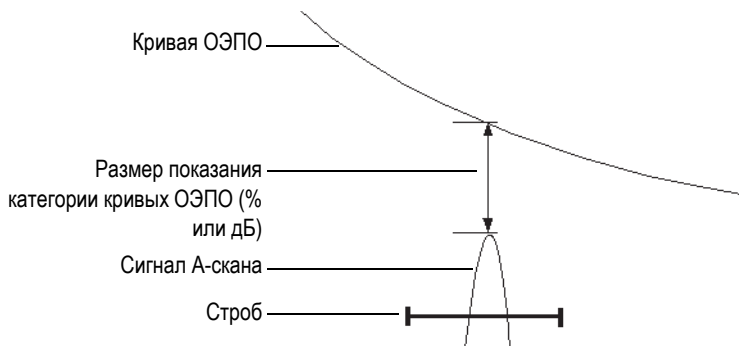 Кривая ОЭПО
Размер показания
категории кривых ОЭПО (%
или дБ)
Сигнал А-скана
Строб